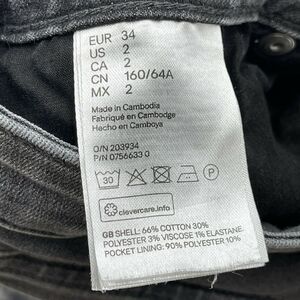 EUR 34
US 2
CA 2
CN 160/64A
MX 2
Made in Cambodia
Fabriqué en Cambodge
Hecho en Camboya
O/N 203934
P/N 0756633 0
30
P
clevercare.info
GB SHELL: 66% COTTON 30%
POLYESTER 3% VISCOSE 1% ELASTANE
POCKET LINING: 90% POLYESTER 10%